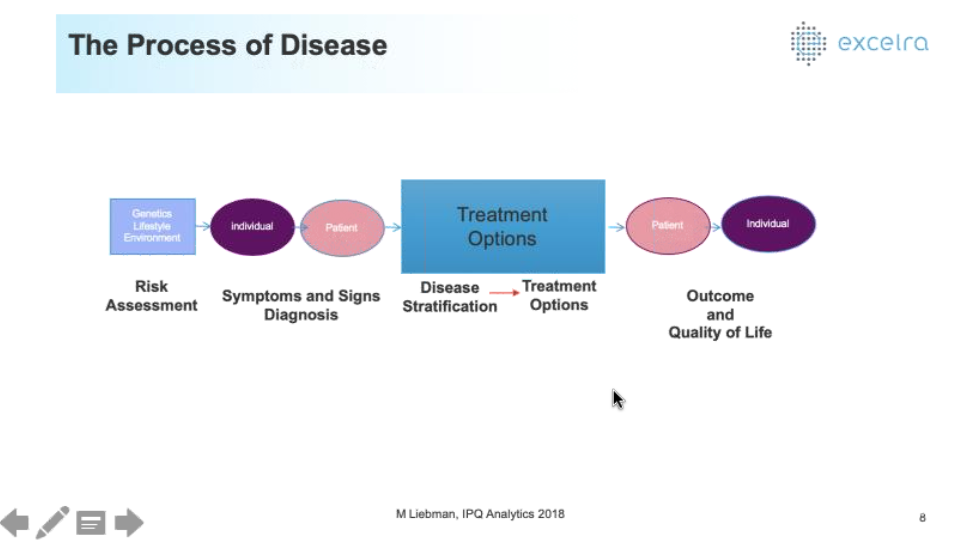 The Process of Disease
excelra
Genetics
Lifestyle
Environment
individual
Patient
Treatment
Options
Patient
Individual
Risk
Assessment
Symptoms and Signs
Diagnosis
Disease
Stratification
Treatment
Options
Outcome
and
Quality of Life
M Liebman, IPQ Analytics 2018
8